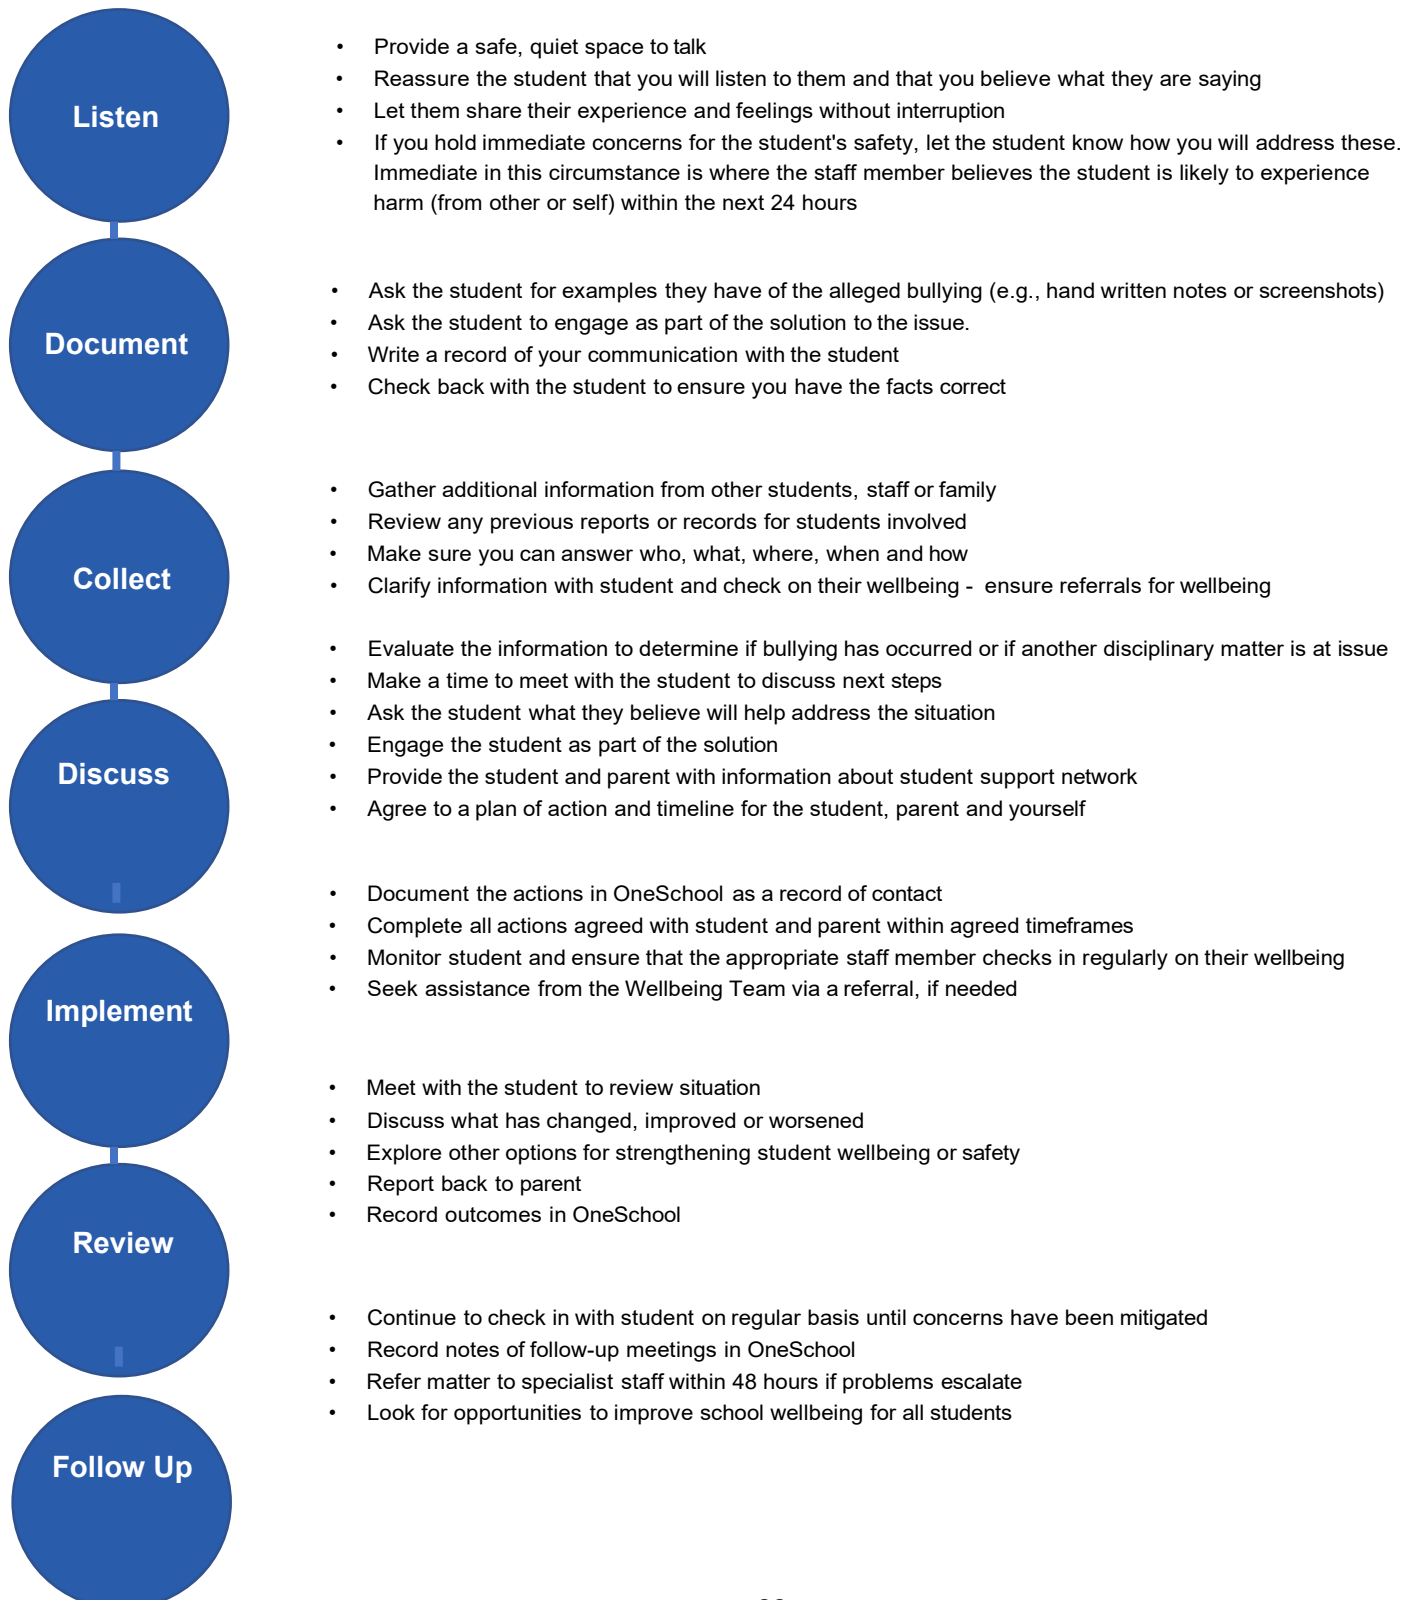 Listen
• Provide a safe, quiet space to talk
• Reassure the student that you will listen to them and that you believe what they are saying
• Let them share their experience and feelings without interruption
• If you hold immediate concerns for the student's safety, let the student know how you will address these.
Immediate in this circumstance is where the staff member believes the student is likely to experience
harm (from other or self) within the next 24 hours
Document
• Ask the student for examples they have of the alleged bullying (e.g., hand written notes or screenshots)
• Ask the student to engage as part of the solution to the issue.
• Write a record of your communication with the student
• Check back with the student to ensure you have the facts correct
Collect
• Gather additional information from other students, staff or family
• Review any previous reports or records for students involved
• Make sure you can answer who, what, where, when and how
• Clarify information with student and check on their wellbeing - ensure referrals for wellbeing
Discuss
• Evaluate the information to determine if bullying has occurred or if another disciplinary matter is at issue
• Make a time to meet with the student to discuss next steps
• Ask the student what they believe will help address the situation
• Engage the student as part of the solution
• Provide the student and parent with information about student support network
• Agree to a plan of action and timeline for the student, parent and yourself
Implement
• Document the actions in OneSchool as a record of contact
• Complete all actions agreed with student and parent within agreed timeframes
• Monitor student and ensure that the appropriate staff member checks in regularly on their wellbeing
• Seek assistance from the Wellbeing Team via a referral, if needed
Review
• Meet with the student to review situation
• Discuss what has changed, improved or worsened
• Explore other options for strengthening student wellbeing or safety
• Report back to parent
• Record outcomes in OneSchool
Follow Up
• Continue to check in with student on regular basis until concerns have been mitigated
• Record notes of follow-up meetings in OneSchool
• Refer matter to specialist staff within 48 hours if problems escalate
• Look for opportunities to improve school wellbeing for all students